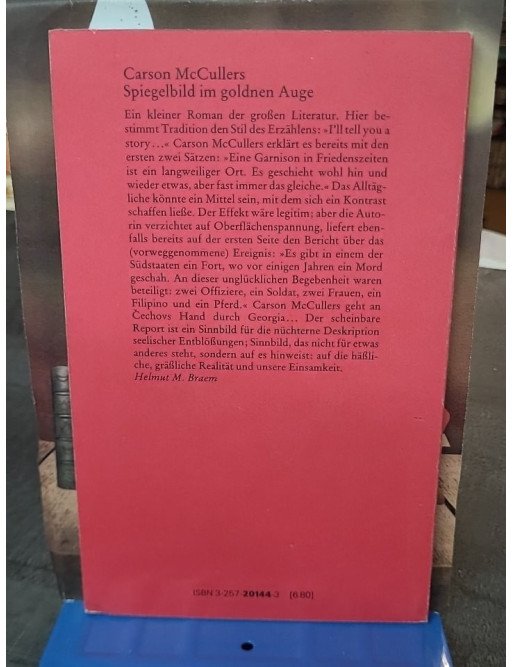 Carson McCullers
Spiegelbild im goldnen Auge
Ein kleiner Roman der großen Literatur. Hier be-
stimmt Tradition den Stil des Erzählens: »I'll tell you a
story…« Carson McCullers erklärt es bereits mit den
ersten zwei Sätzen: »Eine Garnison in Friedenszeiten
ist ein langweiliger Ort. Es geschieht wohl hin und
wieder etwas, aber fast immer das gleiche.« Das Alltäg-
liche könnte ein Mittel sein, mit dem sich ein Kontrast
schaffen ließe. Der Effekt wäre legitim; aber die Auto-
rin verzichtet auf Oberflächenspannung, liefert eben-
falls bereits auf der ersten Seite den Bericht über das
(vorweggenommene) Ereignis: »Es gibt in einem der
Südstaaten ein Fort, wo vor einigen Jahren ein Mord
geschah. An dieser unglücklichen Begebenheit waren
beteiligt: zwei Offiziere, ein Soldat, zwei Frauen, ein
Filipino und ein Pferd.« Carson McCullers geht an
Čechovs Hand durch Georgia… Der scheinbare
Report ist ein Sinnbild für die nüchterne Deskription
seelischer Entblößungen; Sinnbild, das nicht für etwas
anderes steht, sondern auf es hinweist: auf die häßli-
che, gräßliche Realität und unsere Einsamkeit.
Helmut M. Braem
ISBN 3-257-20144-3 [6.80]